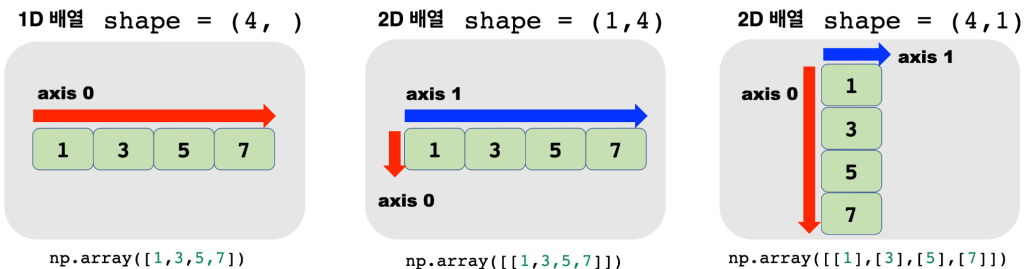 1D 배열 shape = (4, )
axis 0
1 3 5 7
np.array([1,3,5,7])
2D 배열 shape = (1,4)
axis 1
1 3 5 7
axis 0
np.array([[1,3,5,7]])
2D 배열 shape = (4,1)
axis 1
axis 0
1
3
5
7
np.array([[1],[3],[5],[7]])